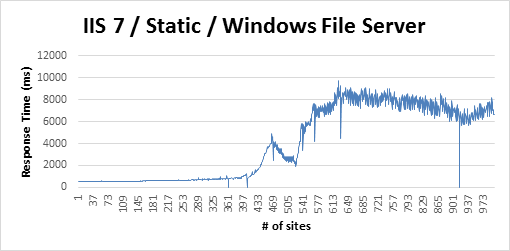 IIS 7 / Static / Windows File Server
12000
10000
8000
6000
4000
2000
0
Response Time (ms)
1 37 73 109 145 181 217 253 289 325 361 397 433 469 505 541 577 613 649 685 721 757 793 829 865 901 937 973
# of sites